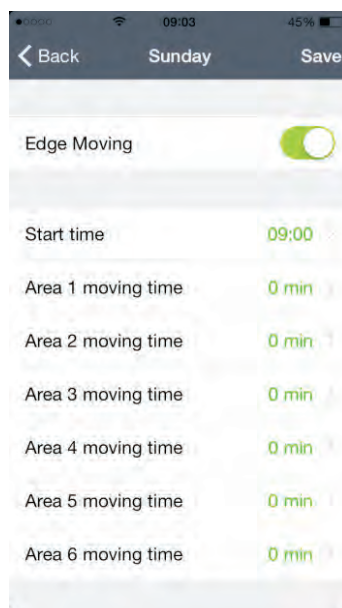 09:03 45%
Back Sunday Save
Edge Moving
Start time 09:00
Area 1 moving time 0 min
Area 2 moving time 0 min
Area 3 moving time 0 min
Area 4 moving time 0 min
Area 5 moving time 0 min
Area 6 moving time 0 min